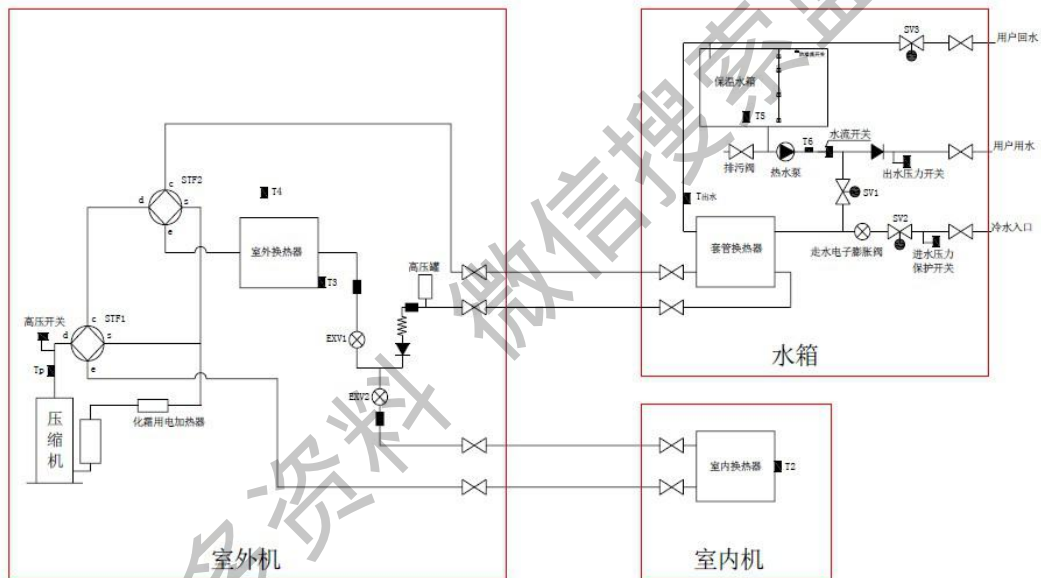 SV3
用户回水
保温水箱
T5
T6
水流开关
用户用水
排污阀
热水泵
出水压力开关
SV1
T出水
SV2
冷水入口
套管换热器
走水电子膨胀阀
进水压力
保护开关
水箱
STF2
c
d
s
e
T4
室外换热器
T3
高压罐
EXV1
高压开关
STF1
c
d
s
e
Tp
EXV2
压缩机
化霜用电加热器
室内换热器
T2
室外机
室内机
多资料 微信搜索